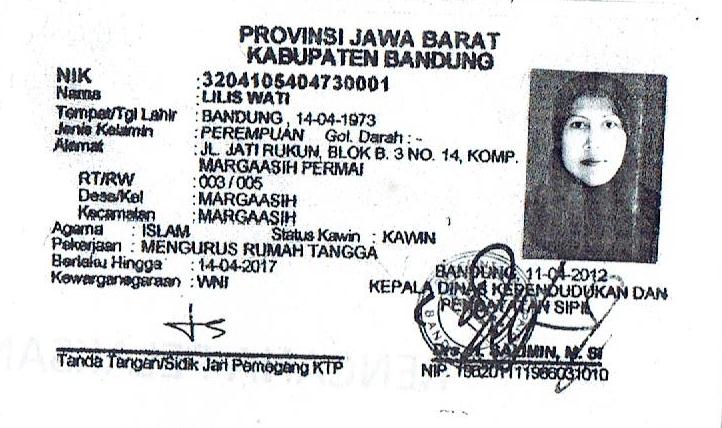 PROVINSI JAWA BARAT
KABUPATEN BANDUNG
NIK : 3204105404730001
Nama : LILIS WATI
Tempat/Tgl Lahir : BANDUNG , 14-04-1973
Jenis Kelamin : PEREMPUAN Gol. Darah : -
Alamat : JL. JATI RUKUN, BLOK B. 3 NO. 14, KOMP.
MARGAASIH PERMAI
RT/RW : 003 / 005
Desa/Kel : MARGAASIH
Kecamatan : MARGAASIH
Agama : ISLAM Status Kawin : KAWIN
Pekerjaan : MENGURUS RUMAH TANGGA
Berlaku Hingga : 14-04-2017
Kewarganegaraan : WNI
BANDUNG, 11-04-2012
KEPALA DINAS KEPENDUDUKAN DAN
PENCATATAN SIPIL
Tanda Tangan/Sidik Jari Pemegang KTP
M. SI
NIP.